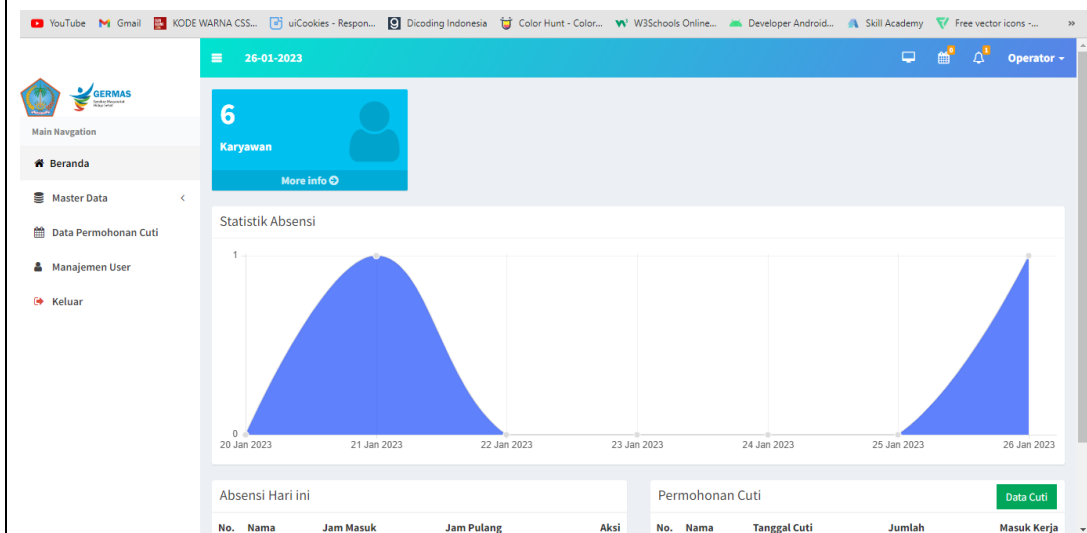 YouTube Gmail KODE WARNA CSS... uiCookies - Respon... Dicoding Indonesia Color Hunt - Color... W3Schools Online... Developer Android... Skill Academy Free vector icons -... »
26-01-2023 0 1 Operator
GERMAS
Main Navgation
Beranda
Master Data
Data Permohonan Cuti
Manajemen User
Keluar
6
Karyawan
More info
Statistik Absensi
1
0
20 Jan 2023 21 Jan 2023 22 Jan 2023 23 Jan 2023 24 Jan 2023 25 Jan 2023 26 Jan 2023
Absensi Hari ini
No. Nama Jam Masuk Jam Pulang Aksi
Permohonan Cuti Data Cuti
No. Nama Tanggal Cuti Jumlah Masuk Kerja